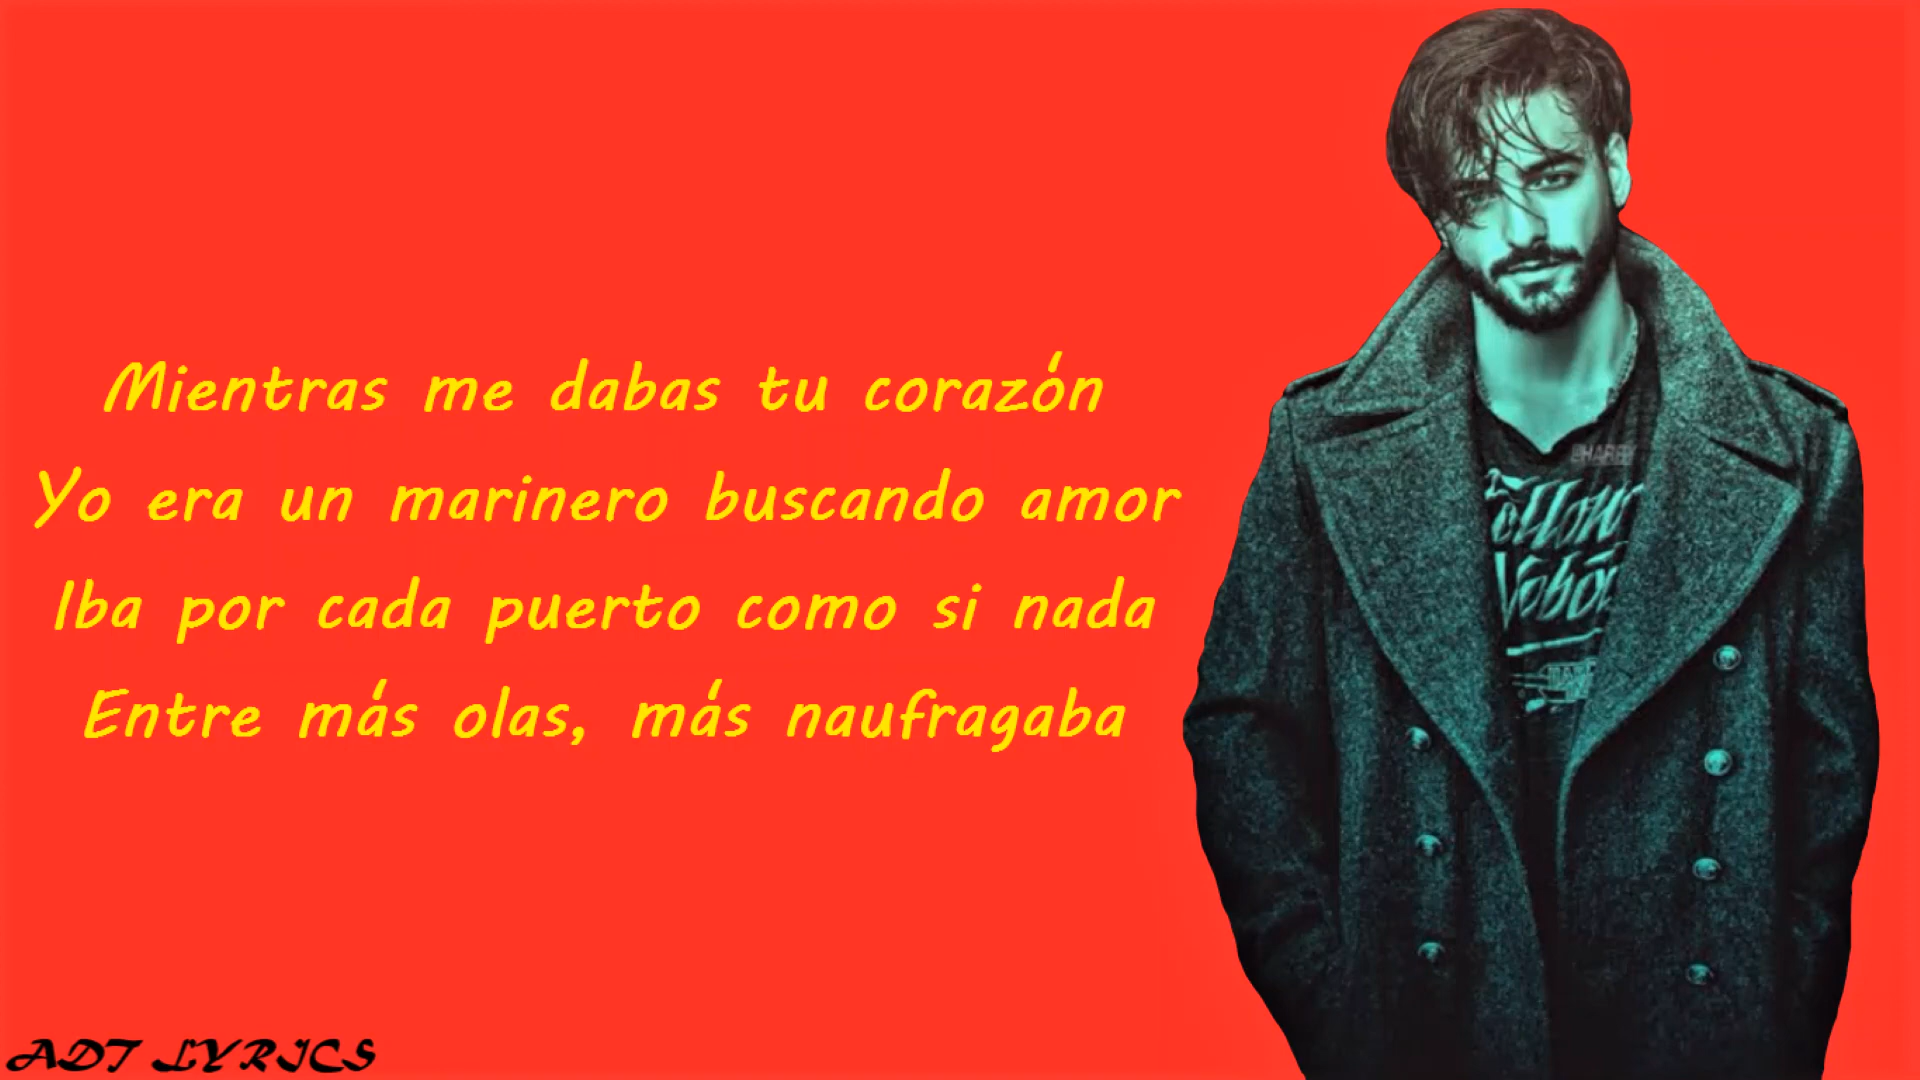 Mientras me dabas tu corazón
Yo era un marinero buscando amor
Iba por cada puerto como si nada
Entre más olas, más naufragaba
ADT LYRICS